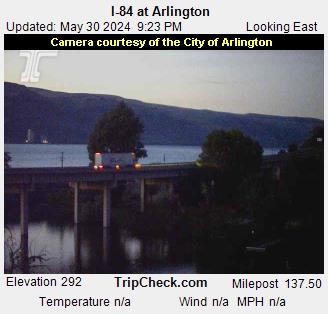 I-84 at Arlington
Updated: May 30 2024 9:23 PM Looking East
Camera courtesy of the City of Arlington
Elevation 292 TripCheck.com Milepost 137.50
Temperature n/a Wind n/a MPH n/a